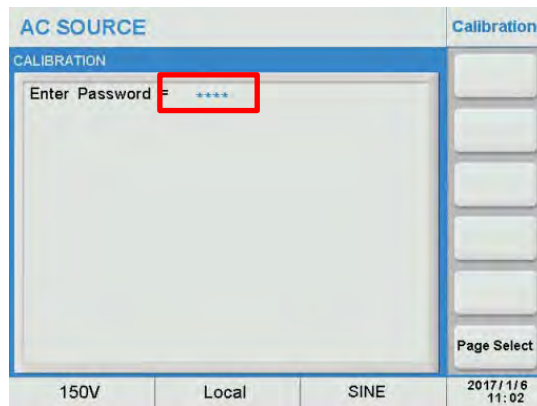 AC SOURCE
Calibration
CALIBRATION
Enter Password = ****
Page Select
150V
Local
SINE
2017/1/6
11:02